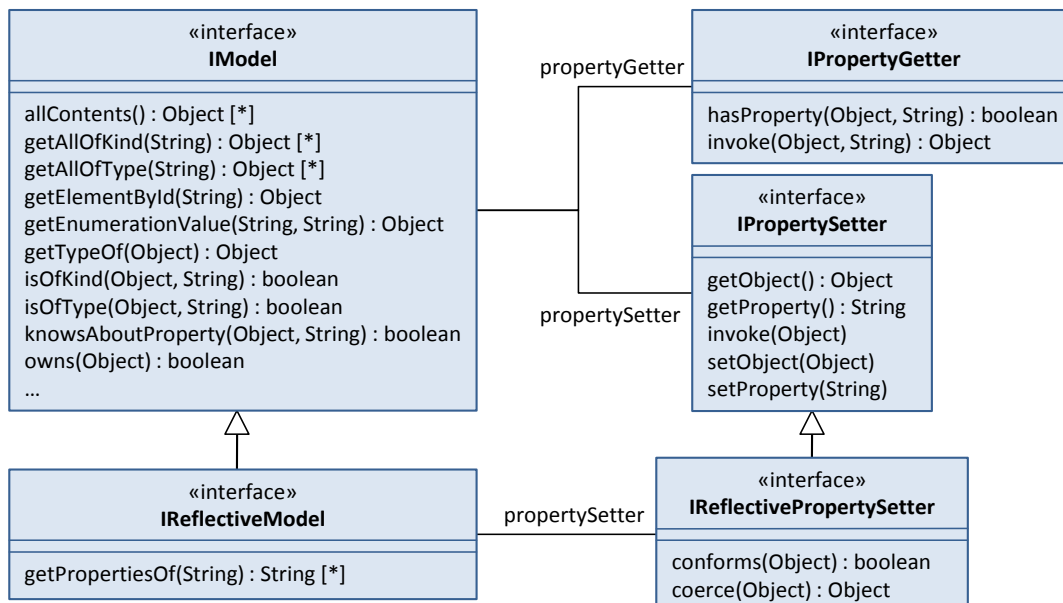 «interface»
IModel
allContents() : Object [*]
getAllOfKind(String) : Object [*]
getAllOfType(String) : Object [*]
getElementById(String) : Object
getEnumerationValue(String, String) : Object
getTypeOf(Object) : Object
isOfKind(Object, String) : boolean
isOfType(Object, String) : boolean
knowsAboutProperty(Object, String) : boolean
owns(Object) : boolean
...
propertyGetter
«interface»
IPropertyGetter
hasProperty(Object, String) : boolean
invoke(Object, String) : Object
propertySetter
«interface»
IPropertySetter
getObject() : Object
getProperty() : String
invoke(Object)
setObject(Object)
setProperty(String)
«interface»
IReflectiveModel
getPropertiesOf(String) : String [*]
propertySetter
«interface»
IReflectivePropertySetter
conforms(Object) : boolean
coerce(Object) : Object